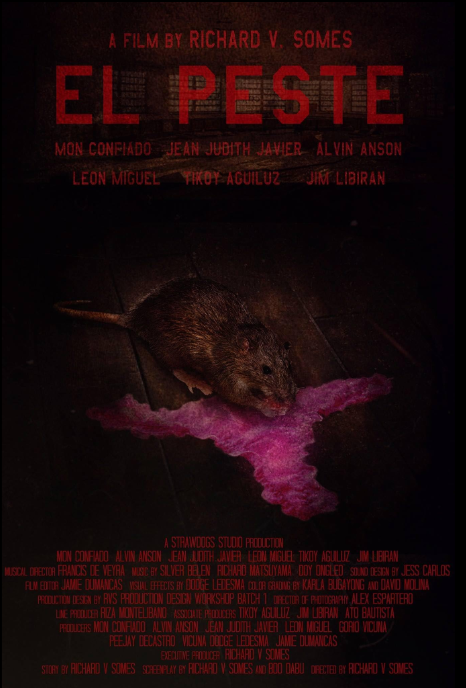 A FILM BY RICHARD V. SOMES
EL PESTE
MON CONFIADO JEAN JUDITH JAVIER ALVIN ANSON
LEON MIGUEL TIKOY AGUILUZ JIM LIBIRAN
A STRAWDOGS STUDIO PRODUCTION
MON CONFIADO ALVIN ANSON JEAN JUDITH JAVIER LEON MIGUEL TIKOY AGUILUZ JIM LIBIRAN
MUSICAL DIRECTOR FRANCIS DE VEYRA MUSIC BY SILVER BELEN RICHARD MATSUYAMA SOUND DESIGN BY JESS CARLOS
FILM EDITOR JAMIE DUMANCAS VISUAL EFFECTS BY DODGE LEDESMA COLOR GRADING BY KARLA BUBAYONG AND DAVID MOLINA
PRODUCTION DESIGN BY RVS PRODUCTION DESIGN WORKSHOP BATCH 1 DIRECTOR OF PHOTOGRAPHY ALEX ESPARTERO
LINE PRODUCER RIZA MONTELIBANO ASSOCIATE PRODUCERS TIKOY AGUILUZ JIM LIBIRAN ATO BAUTISTA
PRODUCERS MON CONFIADO ALVIN ANSON JEAN JUDITH JAVIER LEON MIGUEL GORIO VICUNA
PEEJAY DECASTRO VICUNA DODGE LEDESMA JAMIE DUMANCAS
EXECUTIVE PRODUCER RICHARD V SOMES
STORY BY RICHARD V SOMES SCREENPLAY BY RICHARD V SOMES AND BOO DABU DIRECTED BY RICHARD V SOMES